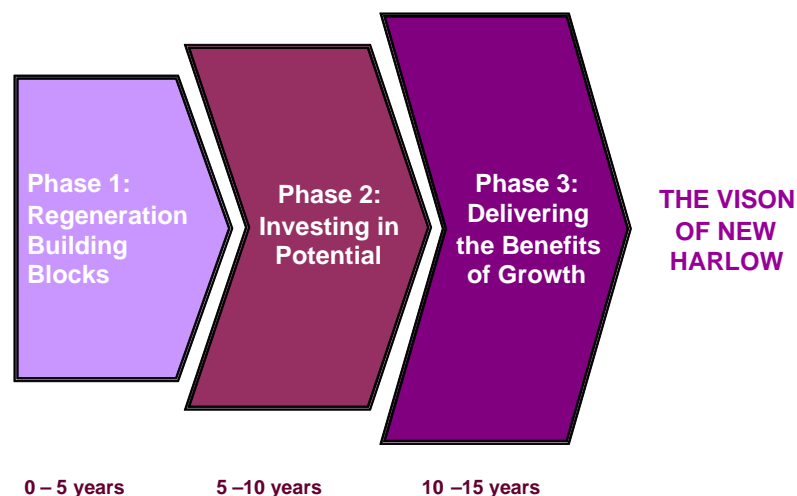 Phase 1:
Regeneration
Building
Blocks
Phase 2:
Investing in
Potential
Phase 3:
Delivering
the Benefits
of Growth
THE VISON
OF NEW
HARLOW
0 – 5 years
5 –10 years
10 –15 years